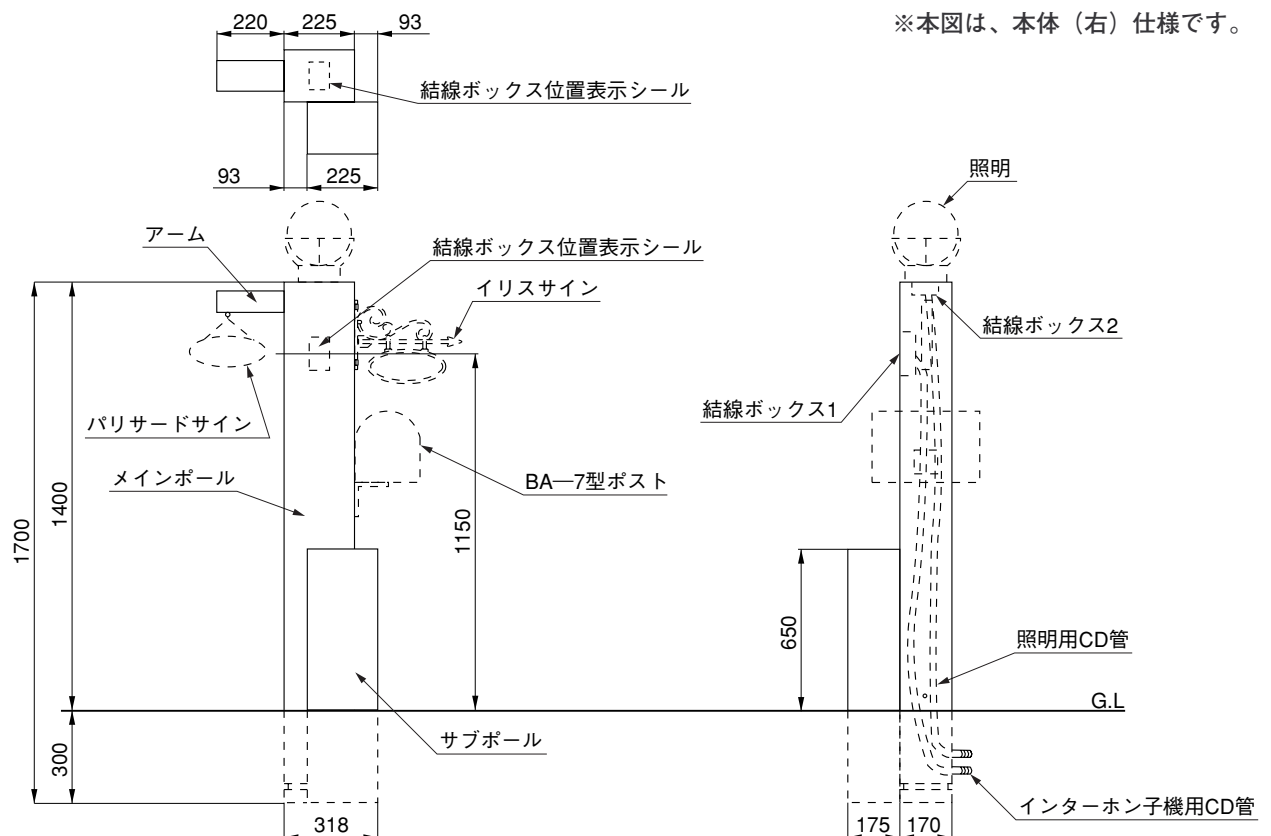 ※本図は、本体（右）仕様です。
220
225
93
結線ボックス位置表示シール
93
225
照明
アーム
結線ボックス位置表示シール
イリスサイン
結線ボックス2
パリサードサイン
結線ボックス1
メインポール
BA―7型ポスト
1700
1400
1150
650
照明用CD管
G.L
サブポール
300
インターホン子機用CD管
318
175
170